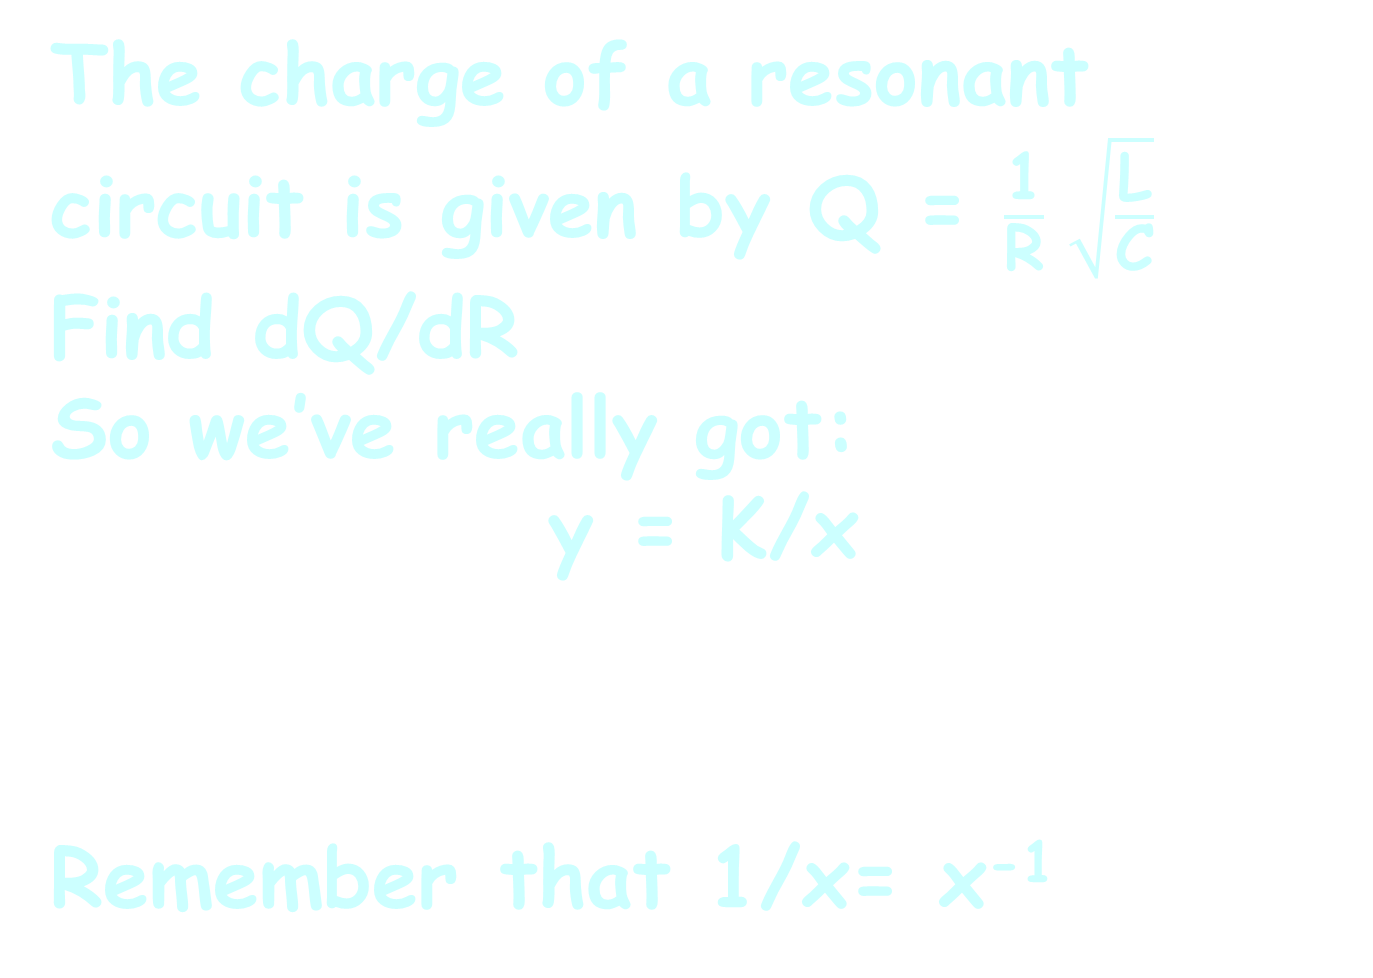 The charge of a resonant
circuit is given by Q = 1/R √(L/C)
Find dQ/dR
So we've really got:
y = K/x
Remember that 1/x= x⁻¹